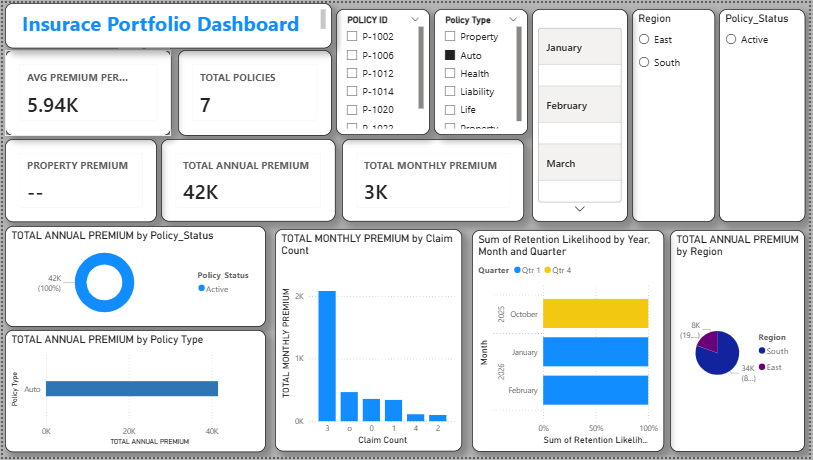 Insurace Portfolio Dashboard
POLICY ID
P-1002
P-1006
P-1012
P-1014
P-1020
P-1022
Policy Type
Property
Auto
Health
Liability
Life
Property
January
February
March
Region
East
South
Policy_Status
Active
AVG PREMIUM PER...
5.94K
TOTAL POLICIES
7
PROPERTY PREMIUM
--
TOTAL ANNUAL PREMIUM
42K
TOTAL MONTHLY PREMIUM
3K
TOTAL ANNUAL PREMIUM by Policy_Status
42K
(100%)
Policy_Status
Active
TOTAL ANNUAL PREMIUM by Policy Type
Policy Type
Auto
0K
20K
40K
TOTAL ANNUAL PREMIUM
TOTAL MONTHLY PREMIUM by Claim
Count
TOTAL MONTHLY PREMIUM
2K
1K
0K
3
o
0
1
4
2
Claim Count
Sum of Retention Likelihood by Year,
Month and Quarter
Quarter
Qtr 1
Qtr 4
Month
2025
October
2026
January
February
0%
50%
100%
Sum of Retention Likelih...
TOTAL ANNUAL PREMIUM
by Region
8K
(19...)
34K
(8...)
Region
South
East